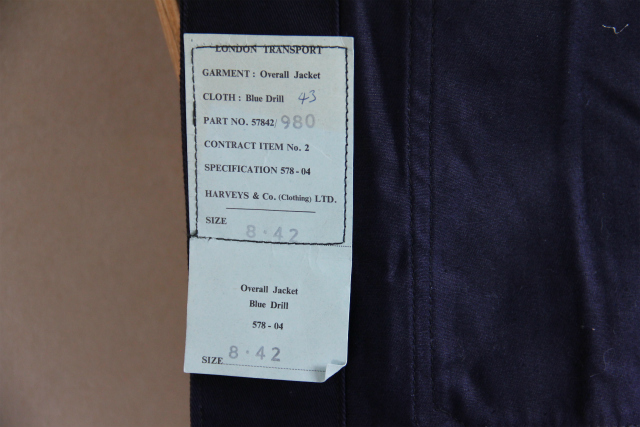 LONDON TRANSPORT
GARMENT : Overall Jacket
CLOTH : Blue Drill 43
PART NO. 57842/980
CONTRACT ITEM No. 2
SPECIFICATION 578 - 04
HARVEYS & Co. (Clothing) LTD.
SIZE
8·42
Overall Jacket
Blue Drill
578 - 04
SIZE 8·42